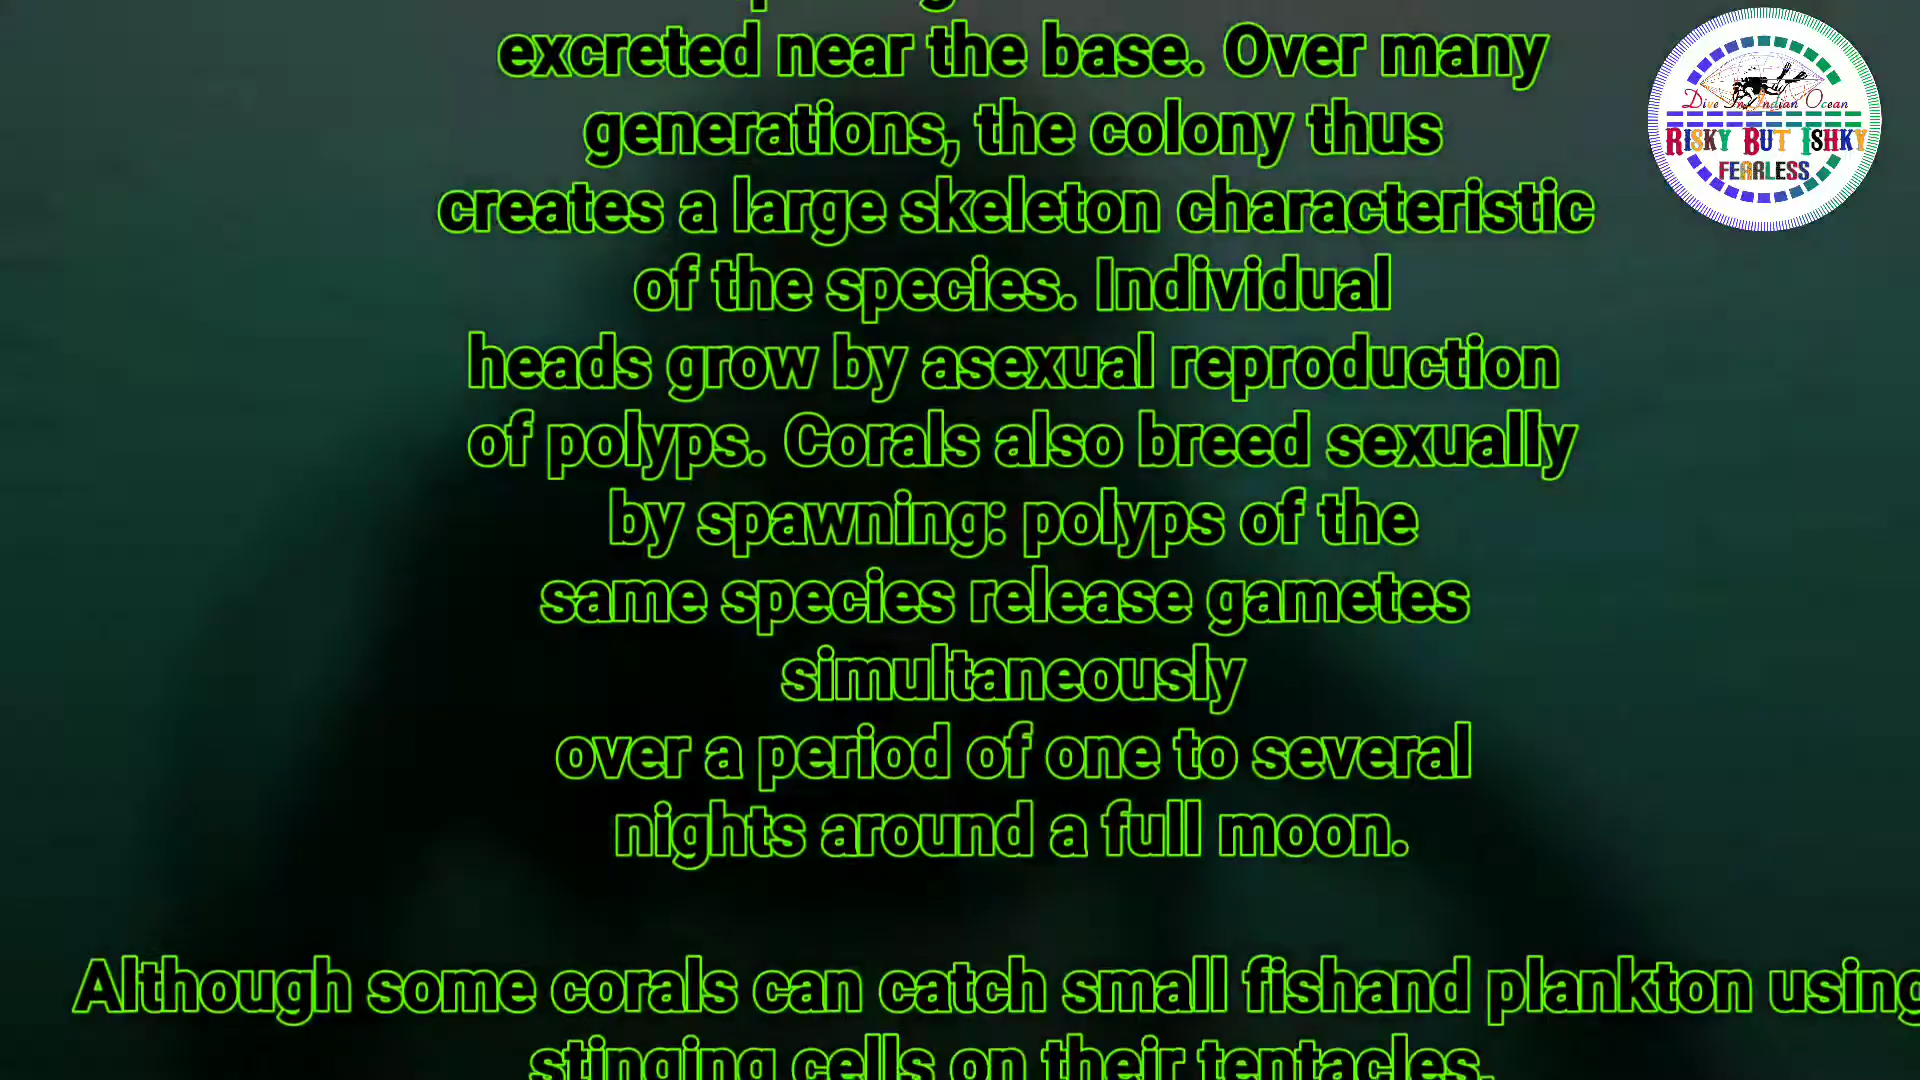 excreted near the base. Over many
generations, the colony thus
creates a large skeleton characteristic
of the species. Individual
heads grow by asexual reproduction
of polyps. Corals also breed sexually
by spawning: polyps of the
same species release gametes
simultaneously
over a period of one to several
nights around a full moon.
Although some corals can catch small fishand plankton using
stinging cells on their tentacles,
Dive In Indian Ocean
RISKY BUT ISHKY
FEARLESS